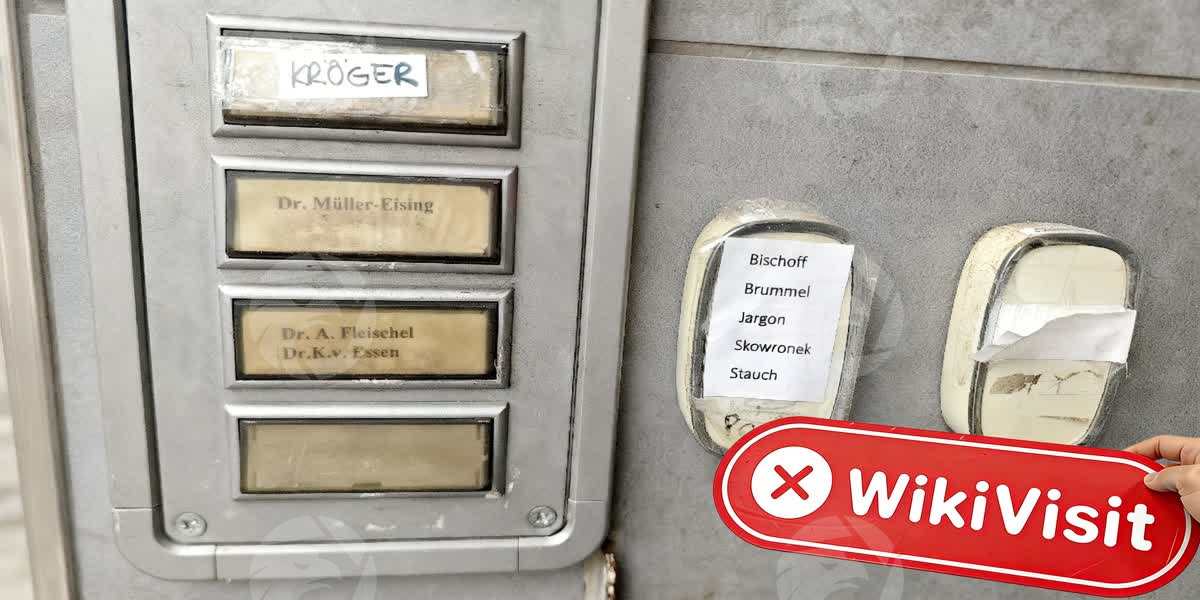 KRÖGER
Dr. Müller-Eising
Dr. A. Fleischel
Dr.K.v. Essen
Bischoff
Brummel
Jargon
Skowronek
Stauch
WikiVisit